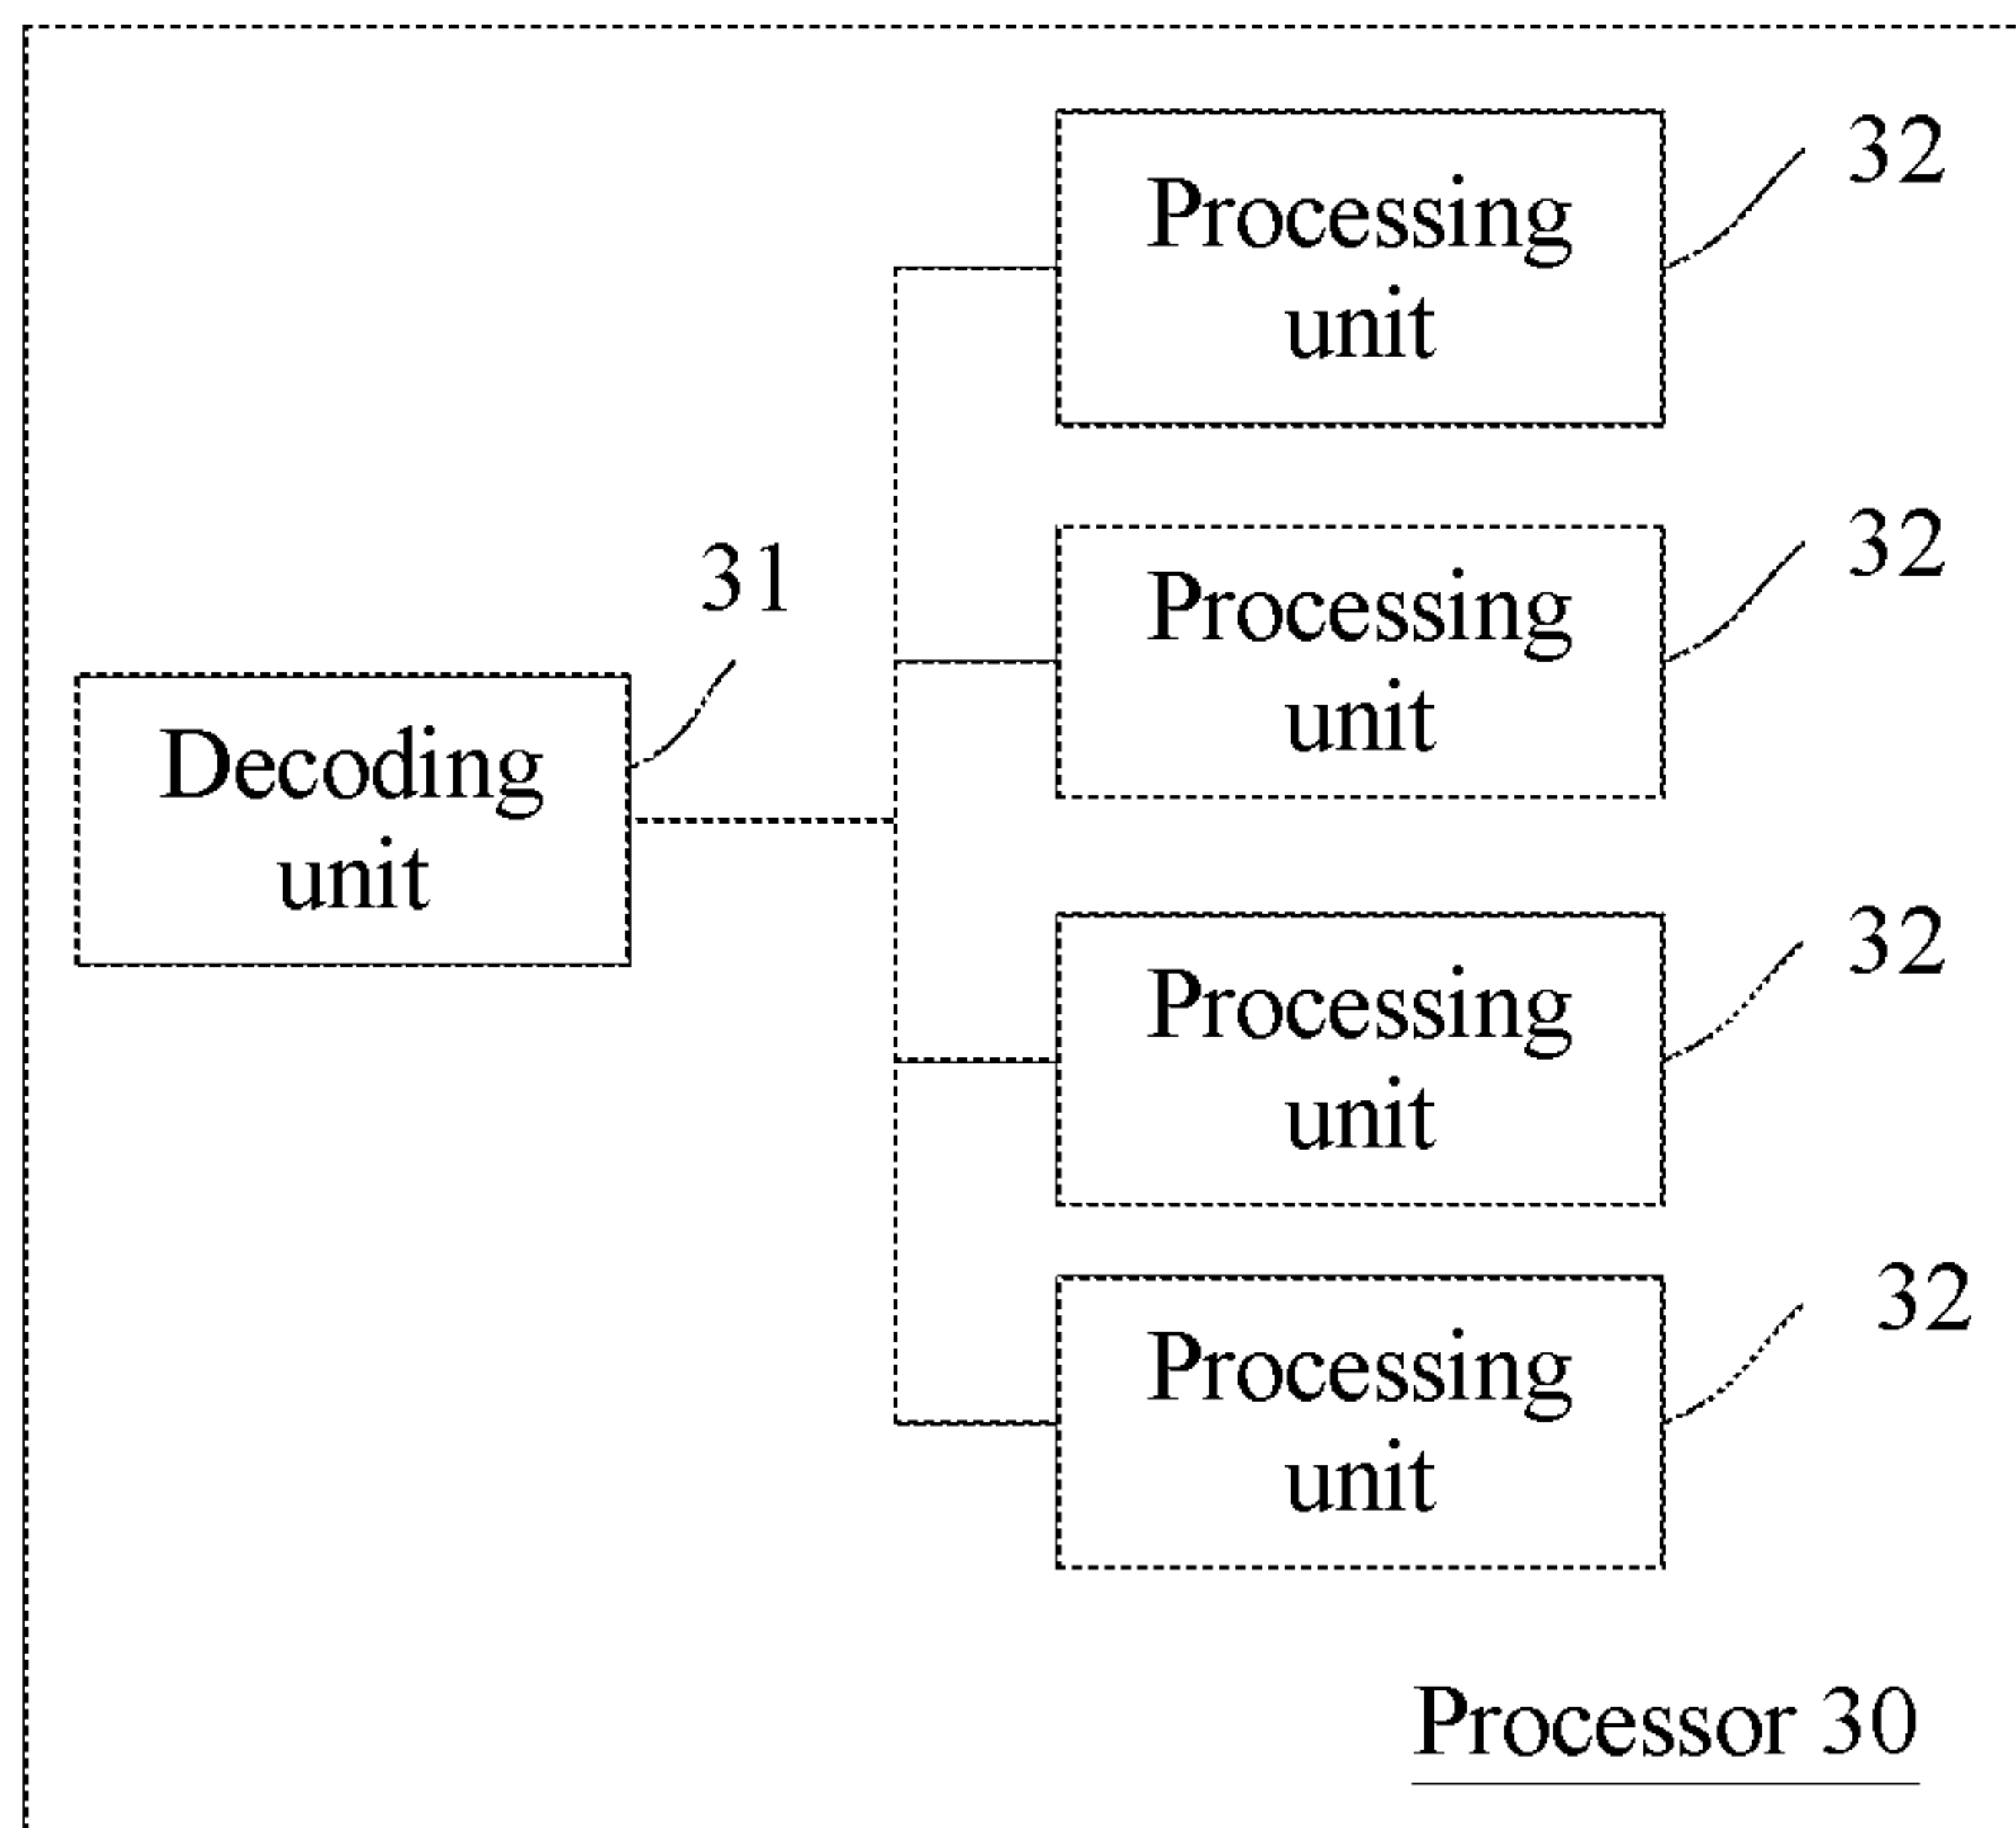 32
Processing
unit
32
Processing
unit
31
Decoding
unit
32
Processing
unit
32
Processing
unit
Processor 30